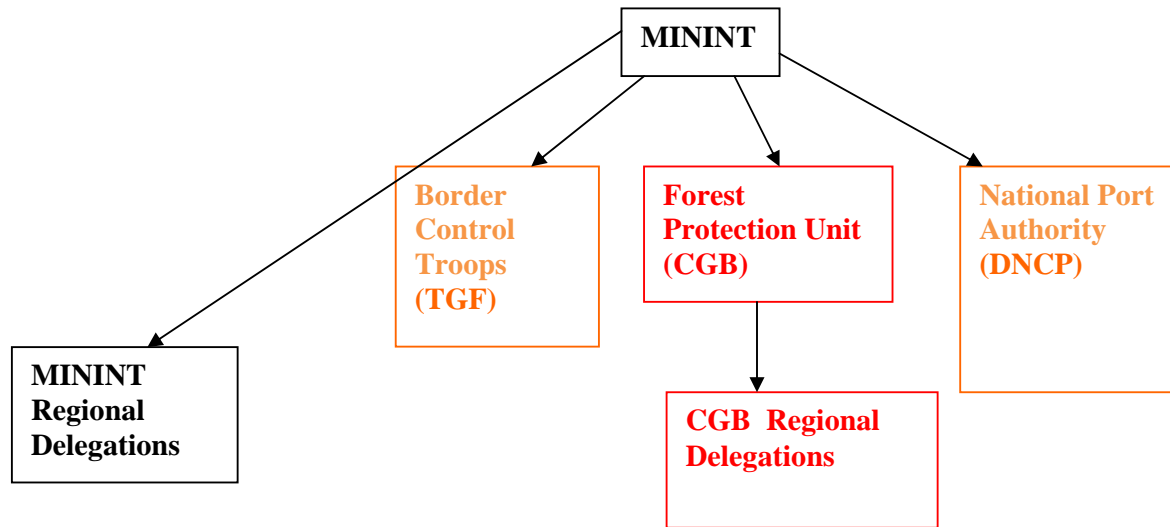 MININT
Border
Control
Troops
(TGF)
Forest
Protection Unit
(CGB)
National Port
Authority
(DNCP)
MININT
Regional
Delegations
CGB Regional
Delegations